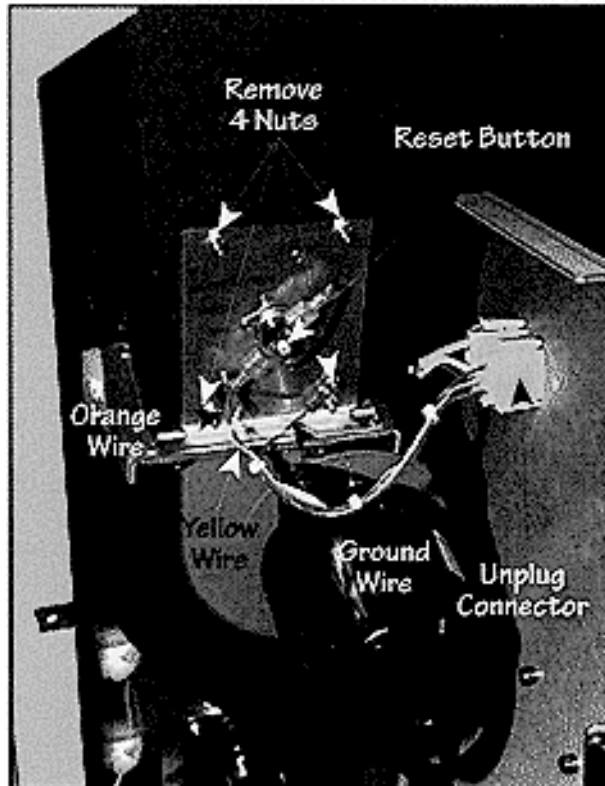 Remove
4 Nuts
Reset Button
Orange
Wire
Yellow
Wire
Ground
Wire
Unplug
Connector